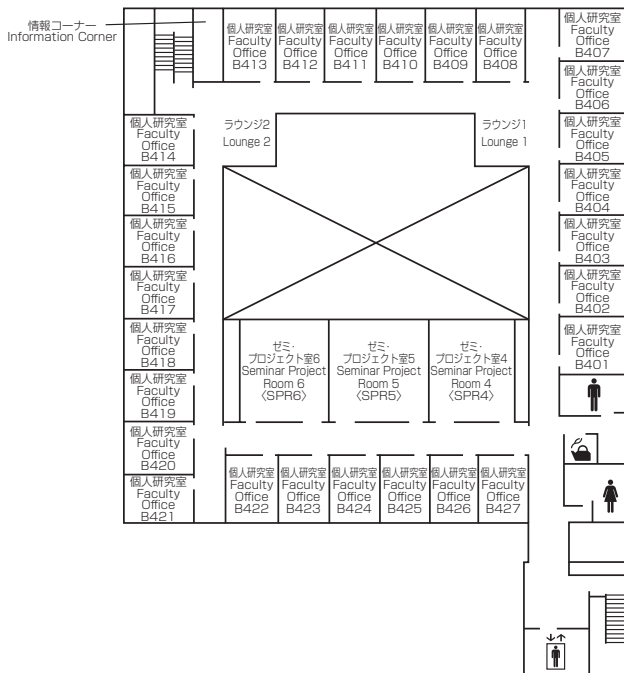 情報コーナー
Information Corner
個人研究室
Faculty
Office
B413
個人研究室
Faculty
Office
B412
個人研究室
Faculty
Office
B411
個人研究室
Faculty
Office
B410
個人研究室
Faculty
Office
B409
個人研究室
Faculty
Office
B408
個人研究室
Faculty
Office
B407
個人研究室
Faculty
Office
B406
個人研究室
Faculty
Office
B405
個人研究室
Faculty
Office
B404
個人研究室
Faculty
Office
B403
個人研究室
Faculty
Office
B402
個人研究室
Faculty
Office
B401
ラウンジ2
Lounge 2
ラウンジ1
Lounge 1
個人研究室
Faculty
Office
B414
個人研究室
Faculty
Office
B415
個人研究室
Faculty
Office
B416
個人研究室
Faculty
Office
B417
個人研究室
Faculty
Office
B418
個人研究室
Faculty
Office
B419
個人研究室
Faculty
Office
B420
個人研究室
Faculty
Office
B421
ゼミ・
プロジェクト室6
Seminar Project
Room 6
〈SPR6〉
ゼミ・
プロジェクト室5
Seminar Project
Room 5
〈SPR5〉
ゼミ・
プロジェクト室4
Seminar Project
Room 4
〈SPR4〉
個人研究室
Faculty
Office
B422
個人研究室
Faculty
Office
B423
個人研究室
Faculty
Office
B424
個人研究室
Faculty
Office
B425
個人研究室
Faculty
Office
B426
個人研究室
Faculty
Office
B427